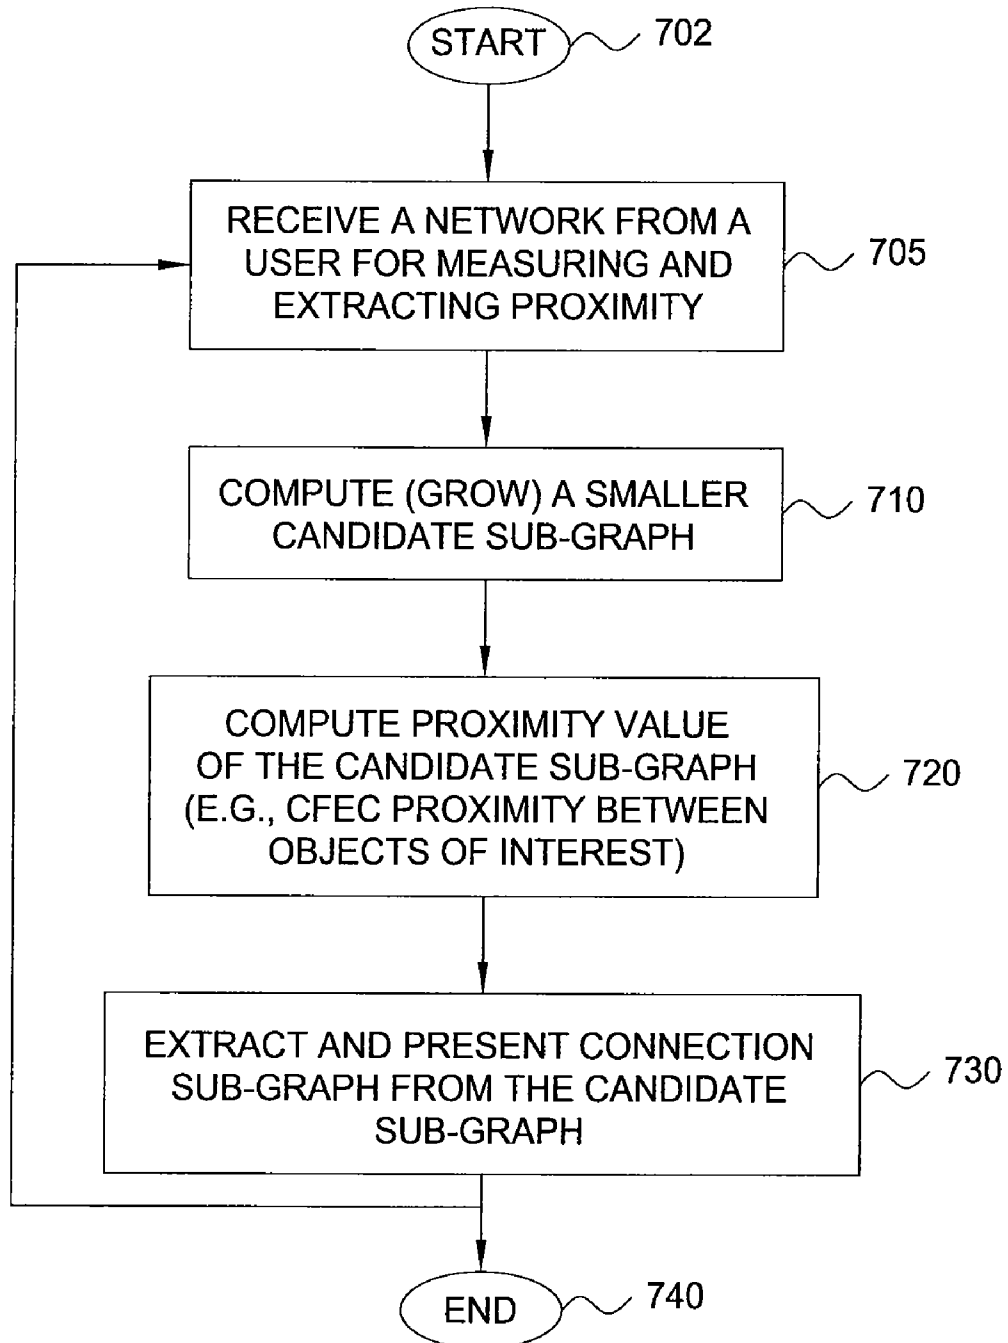 START
702
RECEIVE A NETWORK FROM A
USER FOR MEASURING AND
EXTRACTING PROXIMITY
705
COMPUTE (GROW) A SMALLER
CANDIDATE SUB-GRAPH
710
COMPUTE PROXIMITY VALUE
OF THE CANDIDATE SUB-GRAPH
(E.G., CFEC PROXIMITY BETWEEN
OBJECTS OF INTEREST)
720
EXTRACT AND PRESENT CONNECTION
SUB-GRAPH FROM THE CANDIDATE
SUB-GRAPH
730
END
740